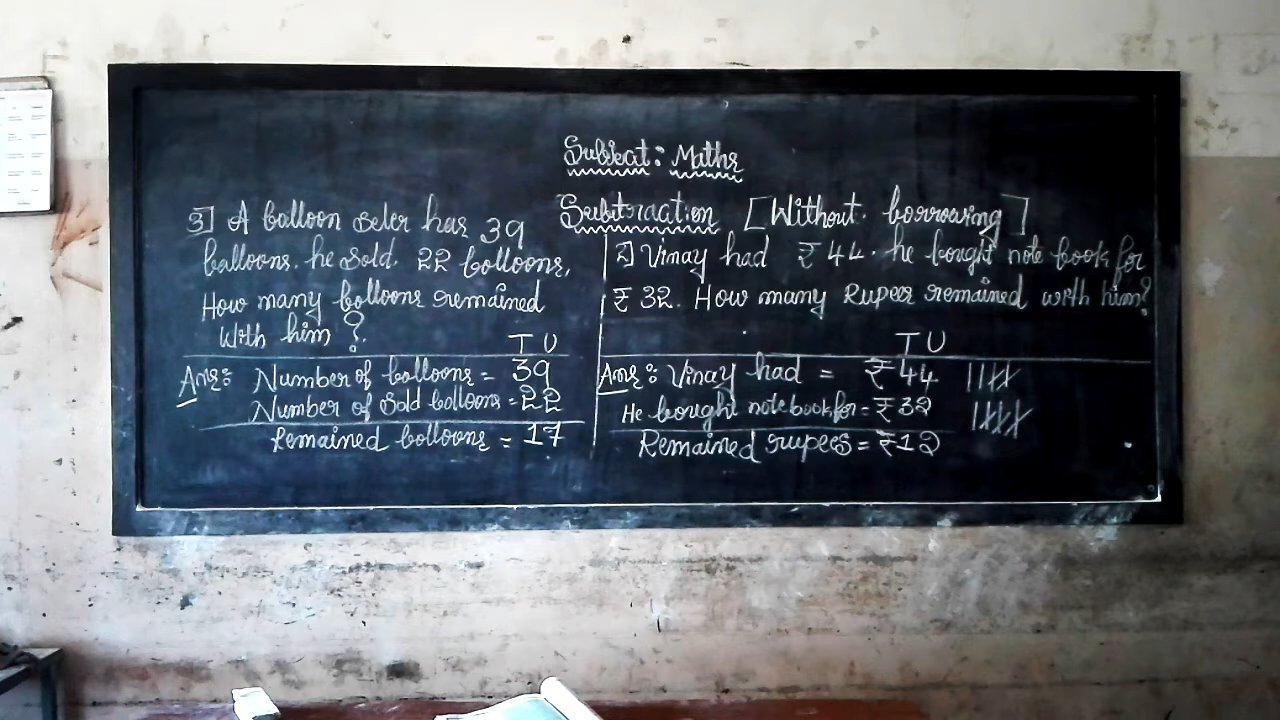 Subject: Maths
Subtraction [Without borrowing]
3] A balloon seler has 39
balloons. he sold. 22 bolloons,
How many bolloons remained
With him ?
T U
Ans: Number of balloons = 39
Number of Sold balloons = 22
Remained bolloons = 17
2] Vinay had ₹ 44. he bought note book for
₹ 32. How many Rupees remained with him?
T U
Ans: Vinay had = ₹ 44
He bought note book for = ₹ 32
Remained rupees = ₹12